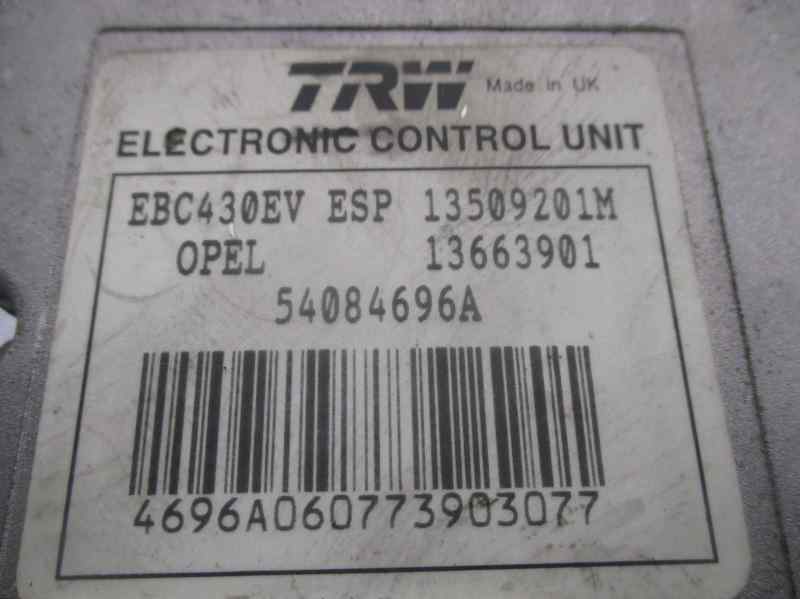 TRW Made in UK
ELECTRONIC CONTROL UNIT
EBC430EV ESP 13509201M
OPEL 13663901
54084696A
4696A060773903077